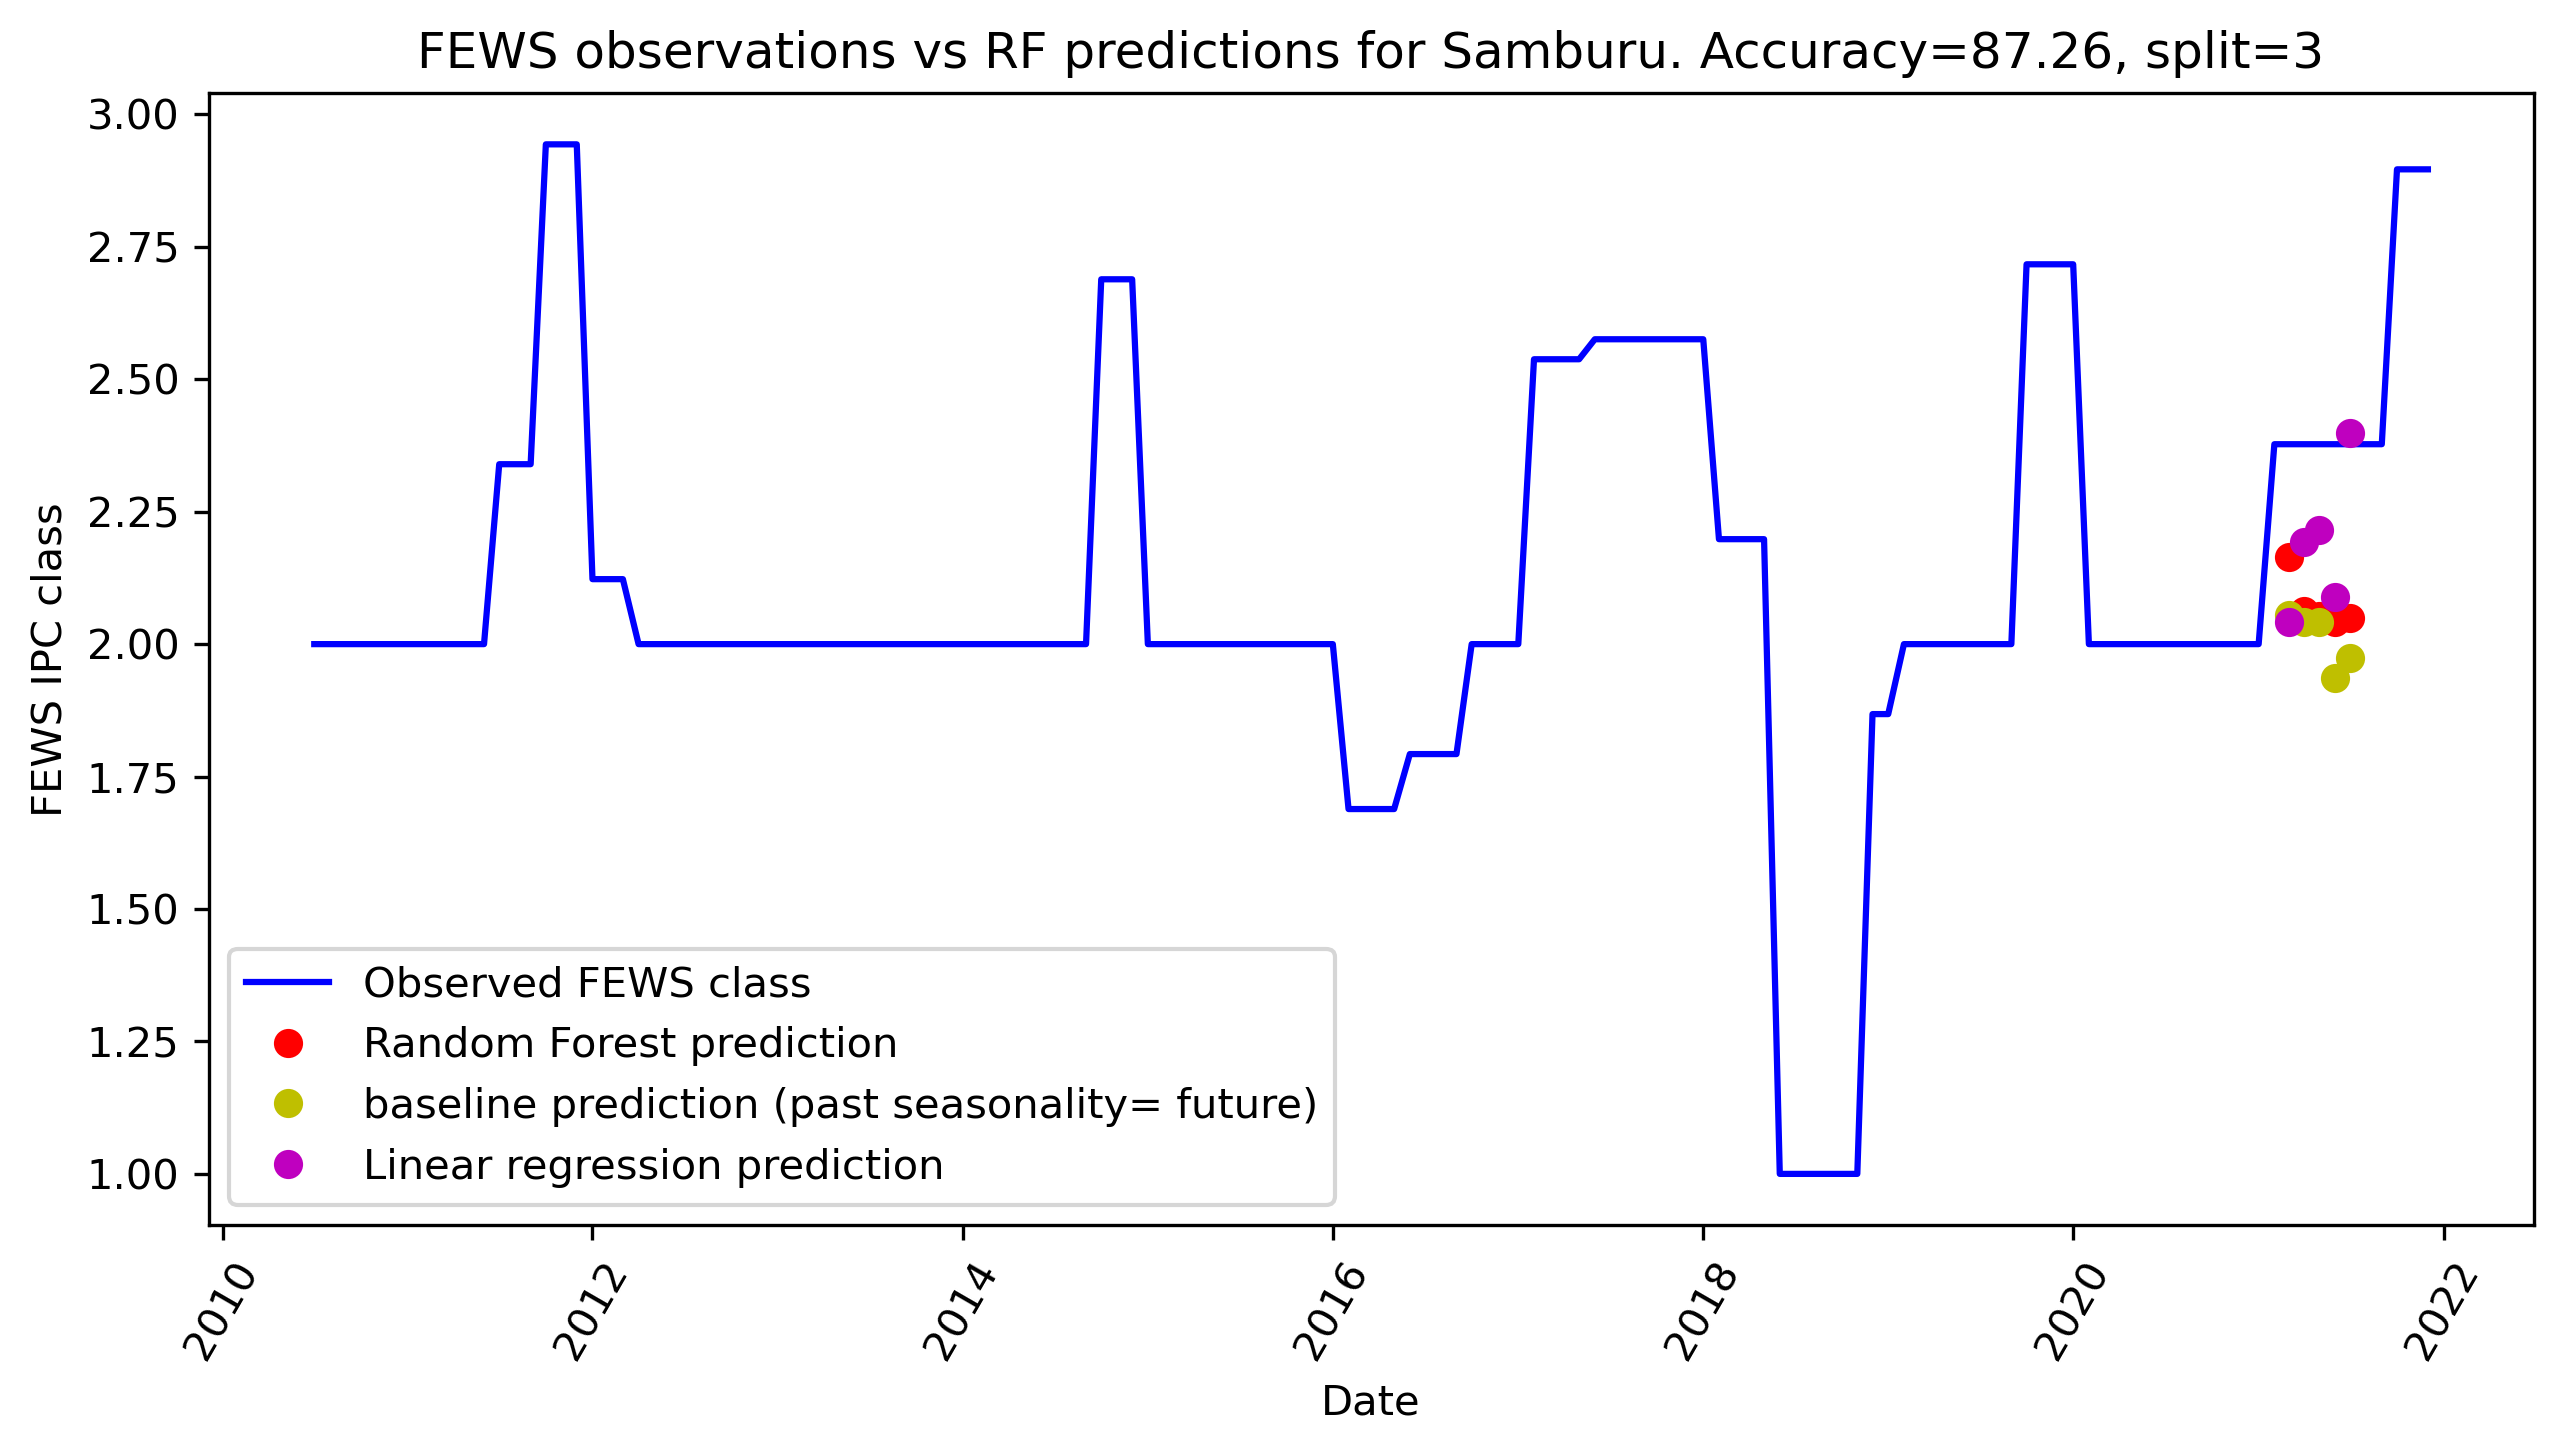 FEWS observations vs RF predictions for Samburu. Accuracy=87.26, split=3
FEWS IPC class
3.00
2.75
2.50
2.25
2.00
1.75
1.50
1.25
1.00
Observed FEWS class
Random Forest prediction
baseline prediction (past seasonality= future)
Linear regression prediction
2010
2012
2014
2016
2018
2020
2022
Date